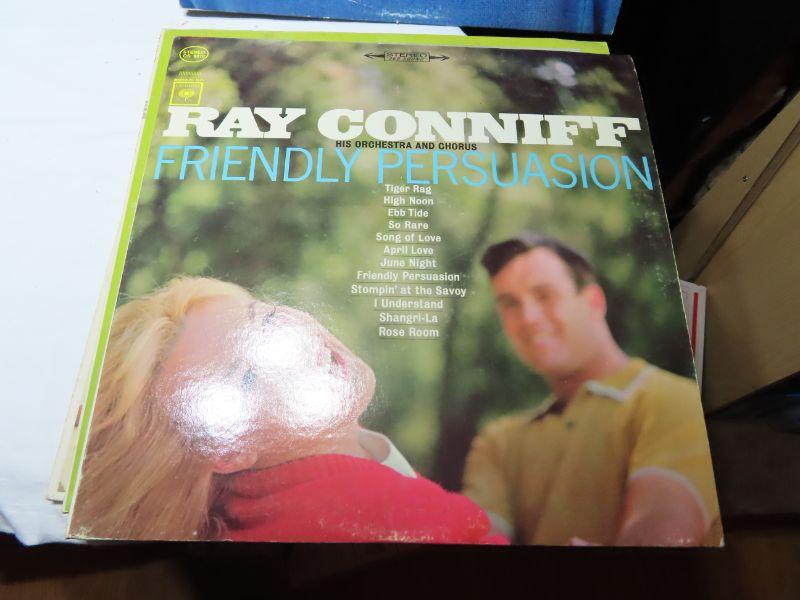 STEREO
STEREO
RAY CONNIFF
HIS ORCHESTRA AND CHORUS
FRIENDLY PERSUASION
Tiger Rag
High Noon
Ebb Tide
So Rare
Song of Love
April Love
June Night
Friendly Persuasion
Stompin' at the Savoy
I Understand
Shangri-La
Rose Room